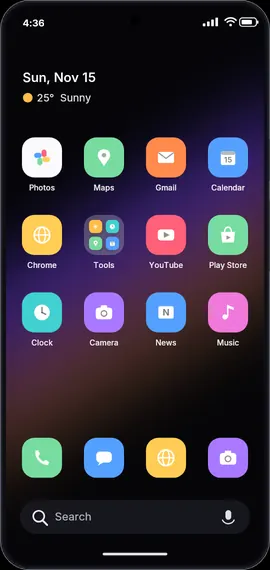 4:36
Sun, Nov 15
25° Sunny
Photos Maps Gmail Calendar
15
Chrome Tools YouTube Play Store
N
Clock Camera News Music
Search